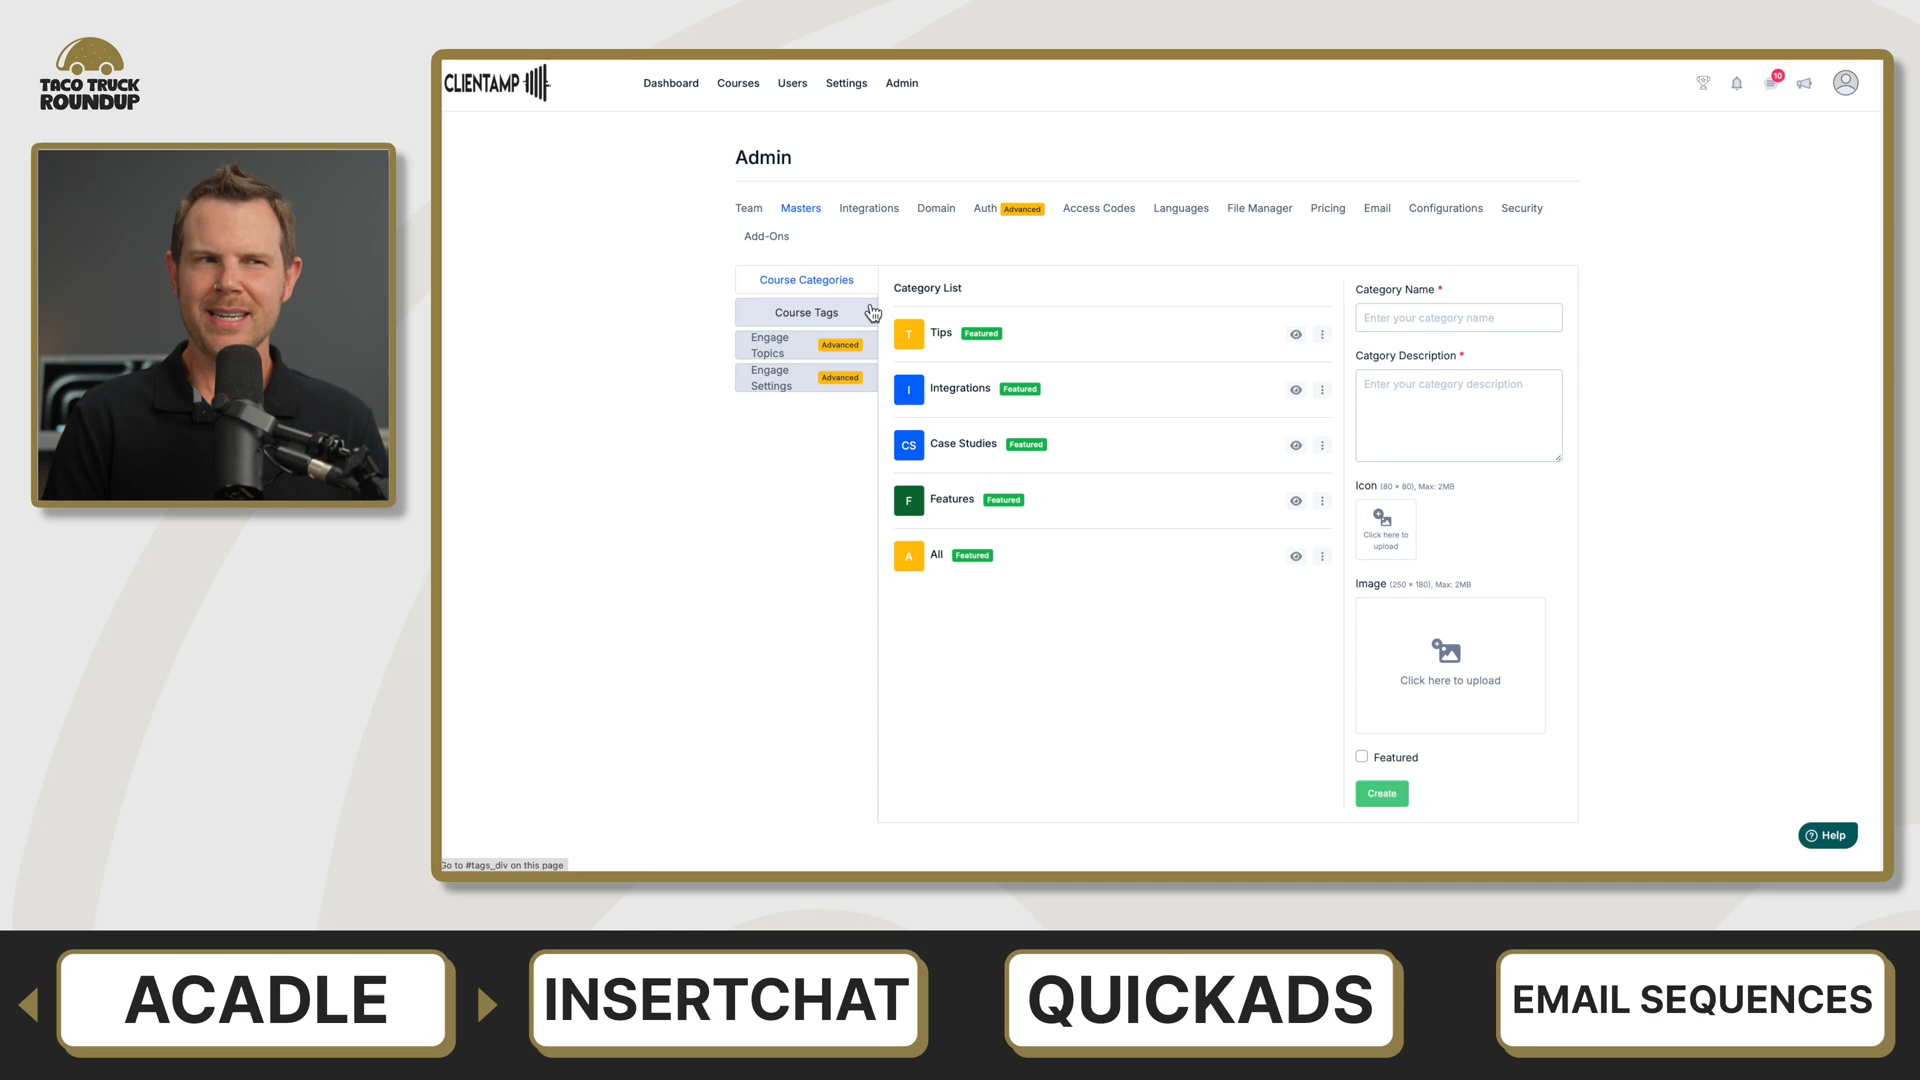 TACO TRUCK
ROUNDUP
CLIENTAMP
Dashboard Courses Users Settings Admin
10
Admin
Team Masters Integrations Domain Auth Advanced Access Codes Languages File Manager Pricing Email Configurations Security
Add-Ons
Course Categories
Course Tags
Engage Topics Advanced
Engage Settings Advanced
Category List
T Tips Featured
I Integrations Featured
CS Case Studies Featured
F Features Featured
A All Featured
Category Name *
Enter your category name
Catgory Description *
Enter your category description
Icon (80 × 80), Max: 2MB
Click here to
upload
Image (250 × 180), Max: 2MB
Click here to upload
Featured
Create
Help
Go to #tags_div on this page
ACADLE
INSERTCHAT
QUICKADS
EMAIL SEQUENCES